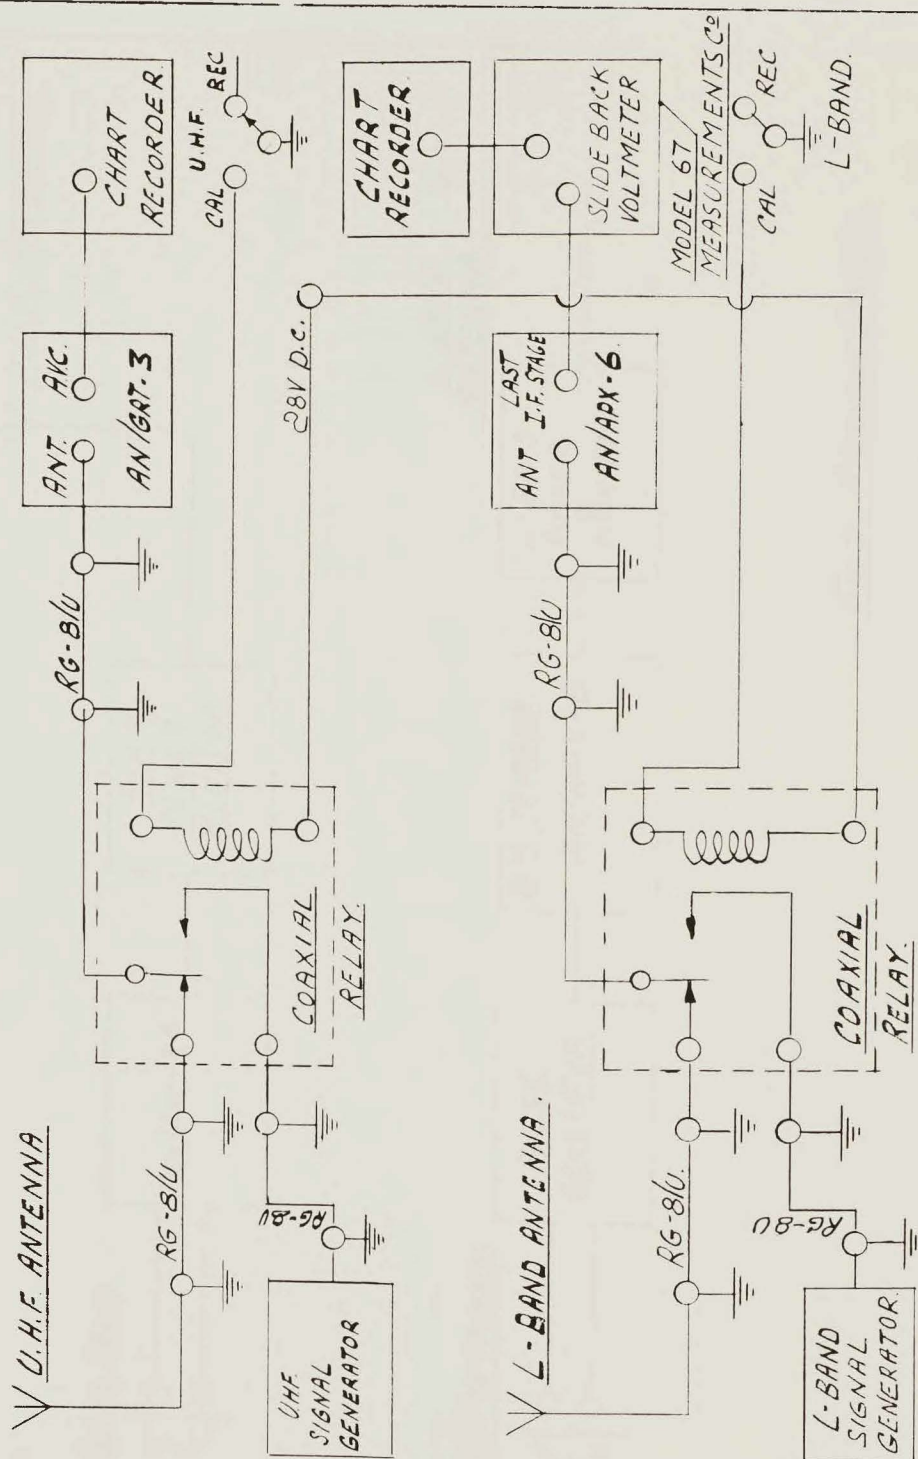 U.H.F. ANTENNA
RG-8/U
UHF.
SIGNAL
GENERATOR
RG-8U
COAXIAL
RELAY.
RG-8/U
ANT.
AVC.
AN/GRT-3
CHART
RECORDER.
CAL
U.H.F.
REC
28V D.C.
L-BAND ANTENNA.
RG-8/U.
L-BAND
SIGNAL
GENERATOR.
RG-8U
COAXIAL
RELAY.
RG-8/U
ANT
LAST
I.F. STAGE
AN/APX-6
CHART
RECORDER.
SLIDE BACK
VOLTMETER
MODEL 67
MEASUREMENTS Co
CAL
REC
L-BAND.